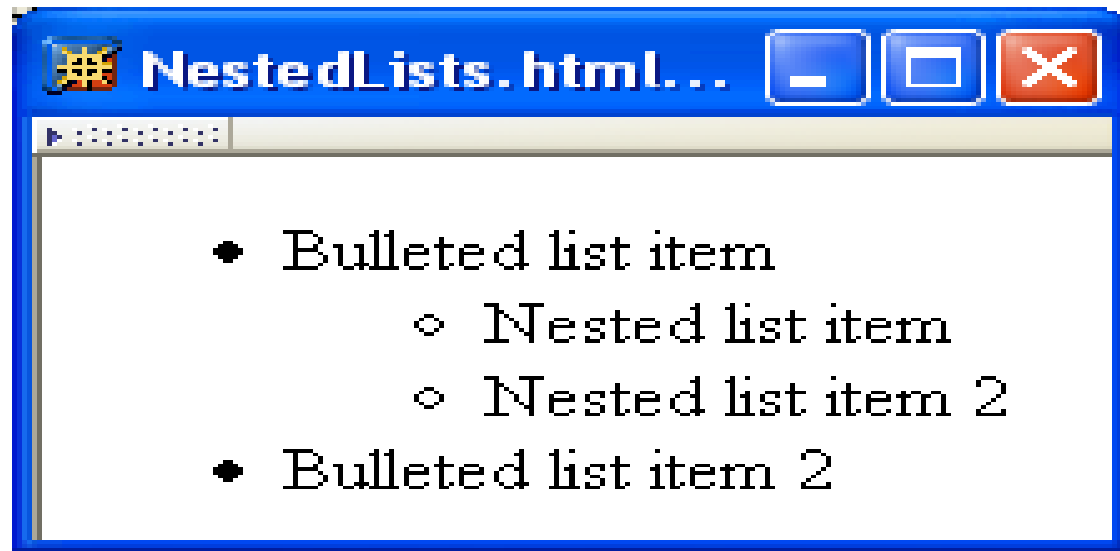 NestedLists.html...
• Bulleted list item
○ Nested list item
○ Nested list item 2
• Bulleted list item 2